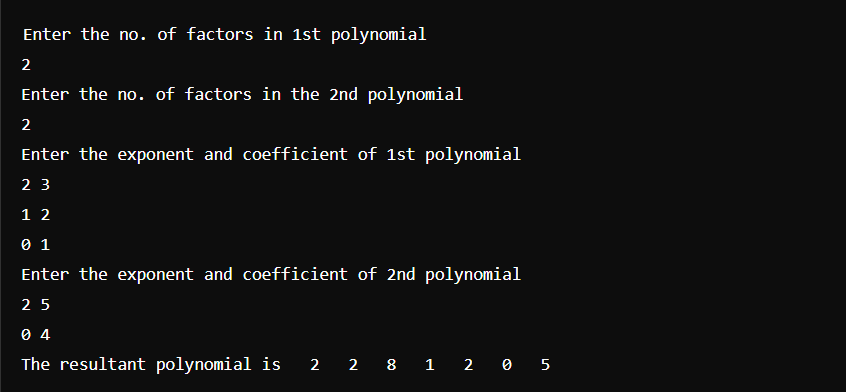 Enter the no. of factors in 1st polynomial
2
Enter the no. of factors in the 2nd polynomial
2
Enter the exponent and coefficient of 1st polynomial
2 3
1 2
0 1
Enter the exponent and coefficient of 2nd polynomial
2 5
0 4
The resultant polynomial is   2   2   8   1   2   0   5